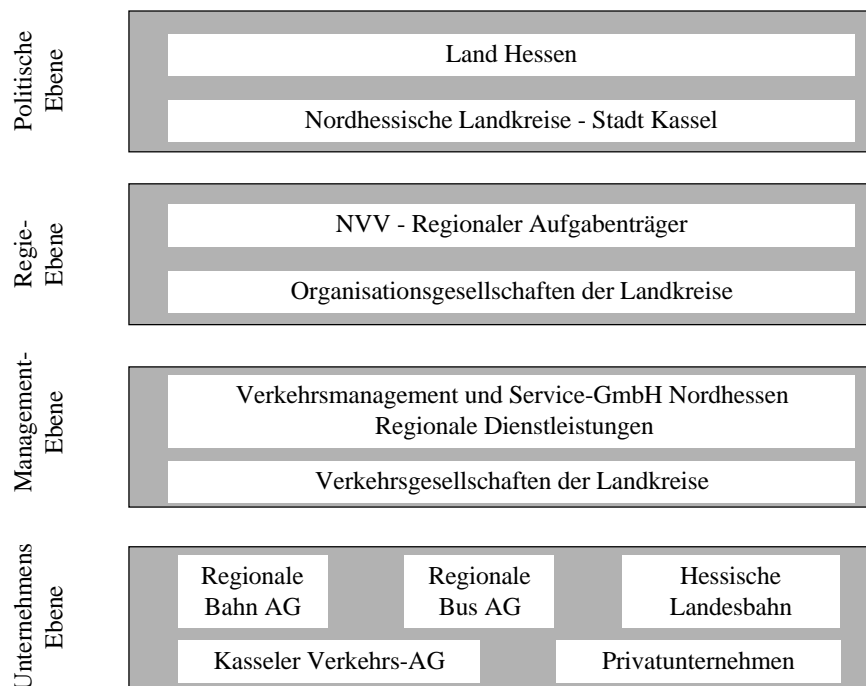 Politische
Ebene
Land Hessen
Nordhessische Landkreise - Stadt Kassel
Regie-
Ebene
NVV - Regionaler Aufgabenträger
Organisationsgesellschaften der Landkreise
Management-
Ebene
Verkehrsmanagement und Service-GmbH Nordhessen
Regionale Dienstleistungen
Verkehrsgesellschaften der Landkreise
Unternehmens
Ebene
Regionale
Bahn AG
Regionale
Bus AG
Hessische
Landesbahn
Kasseler Verkehrs-AG
Privatunternehmen